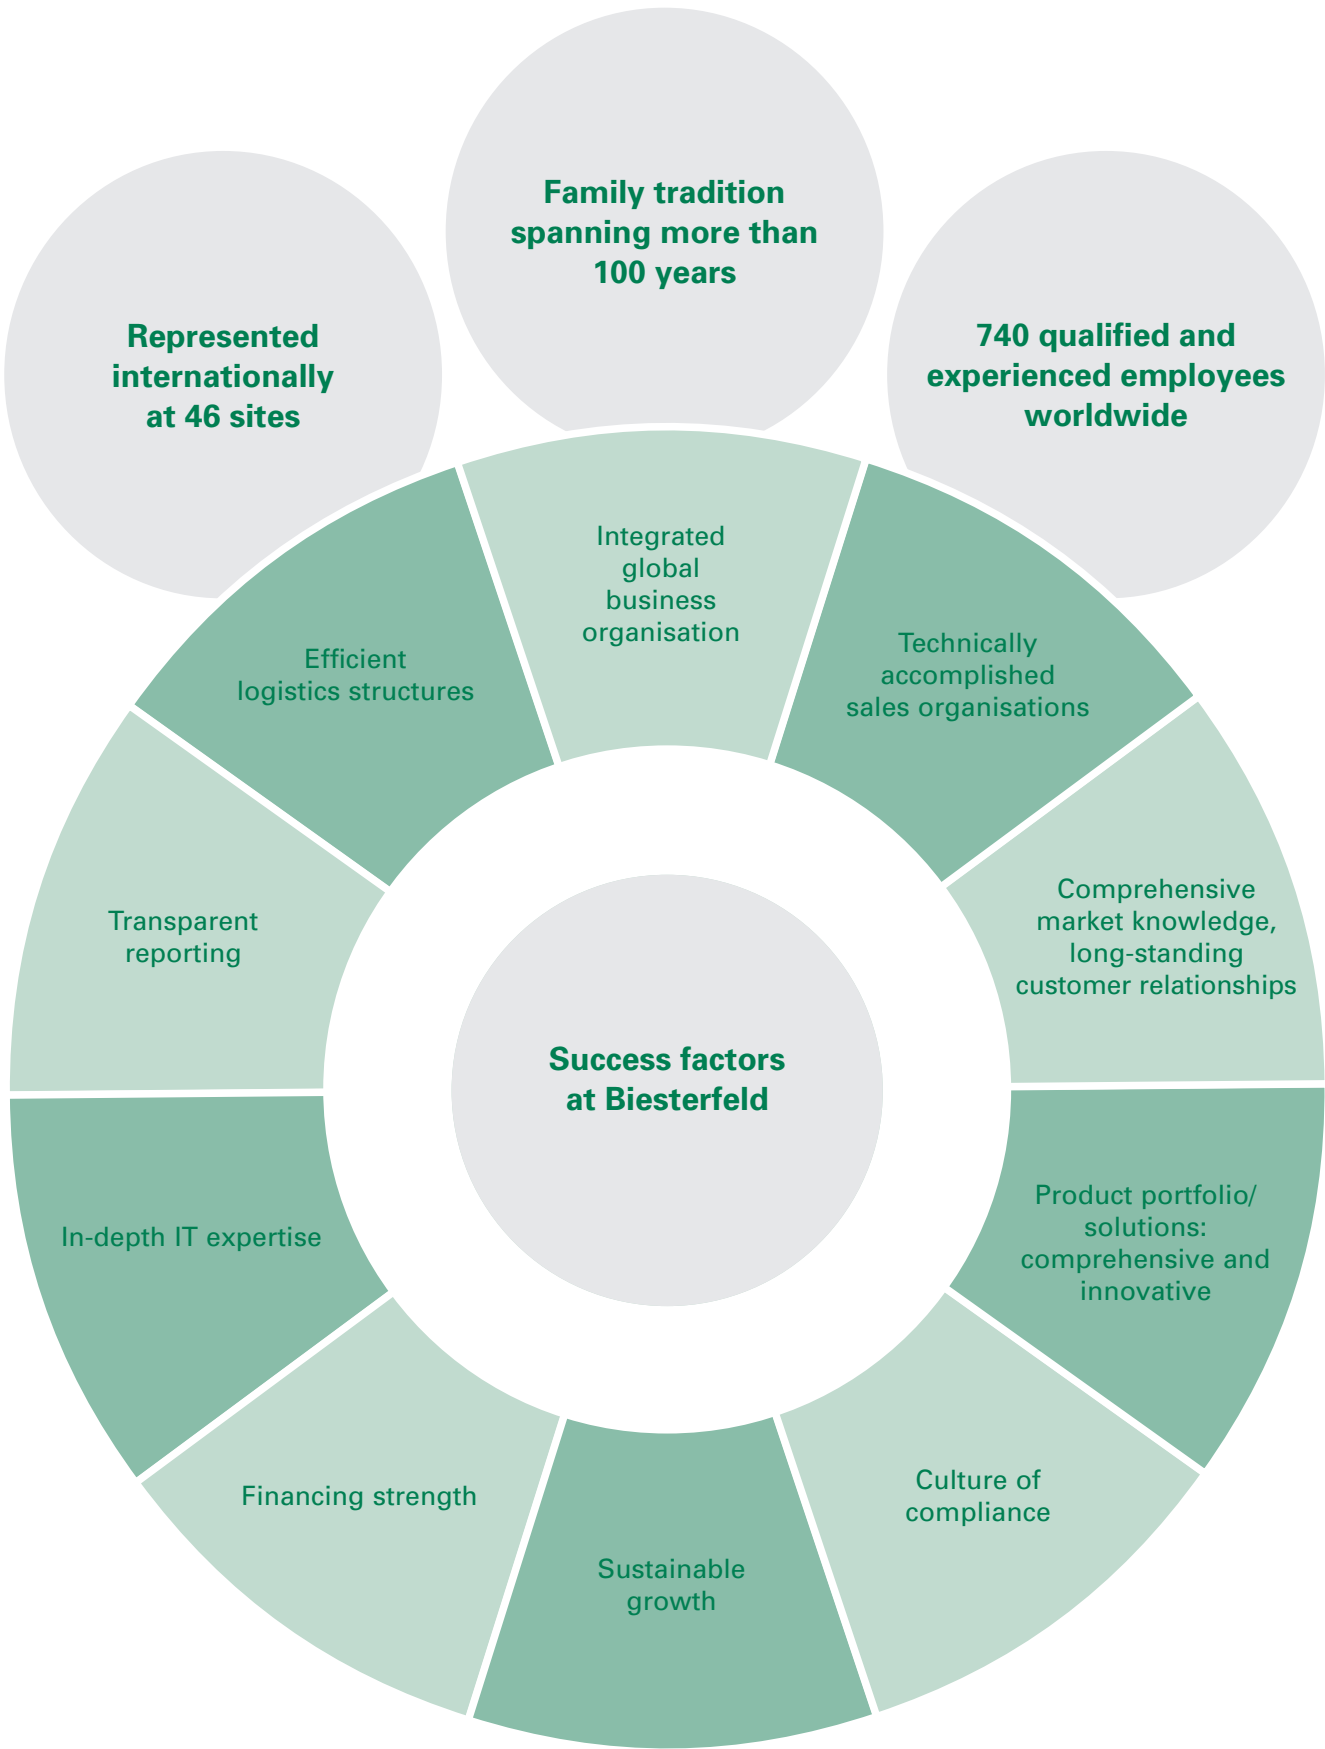 Family tradition
spanning more than
100 years
Represented
internationally
at 46 sites
740 qualified and
experienced employees
worldwide
Integrated
global
business
organisation
Technically
accomplished
sales organisations
Comprehensive
market knowledge,
long-standing
customer relationships
Product portfolio/
solutions:
comprehensive and
innovative
Culture of
compliance
Sustainable
growth
Financing strength
In-depth IT expertise
Transparent
reporting
Efficient
logistics structures
Success factors
at Biesterfeld